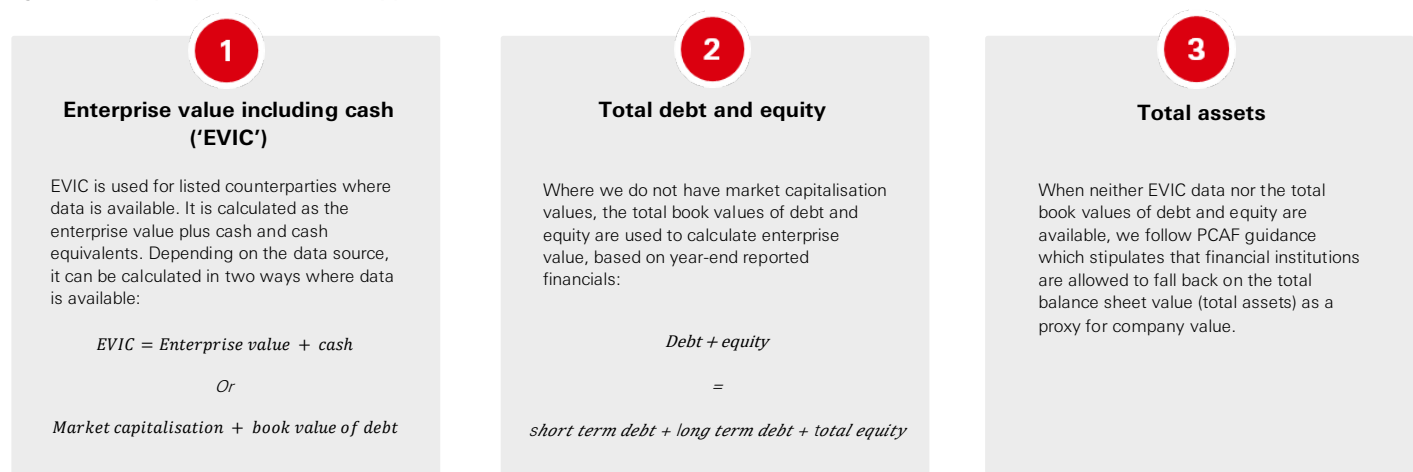 1
Enterprise value including cash
(‘EVIC’)
EVIC is used for listed counterparties where
data is available. It is calculated as the
enterprise value plus cash and cash
equivalents. Depending on the data source,
it can be calculated in two ways where data
is available:
EVIC = Enterprise value + cash
Or
Market capitalisation + book value of debt
2
Total debt and equity
Where we do not have market capitalisation
values, the total book values of debt and
equity are used to calculate enterprise
value, based on year-end reported
financials:
Debt + equity
=
short term debt + long term debt + total equity
3
Total assets
When neither EVIC data nor the total
book values of debt and equity are
available, we follow PCAF guidance
which stipulates that financial institutions
are allowed to fall back on the total
balance sheet value (total assets) as a
proxy for company value.